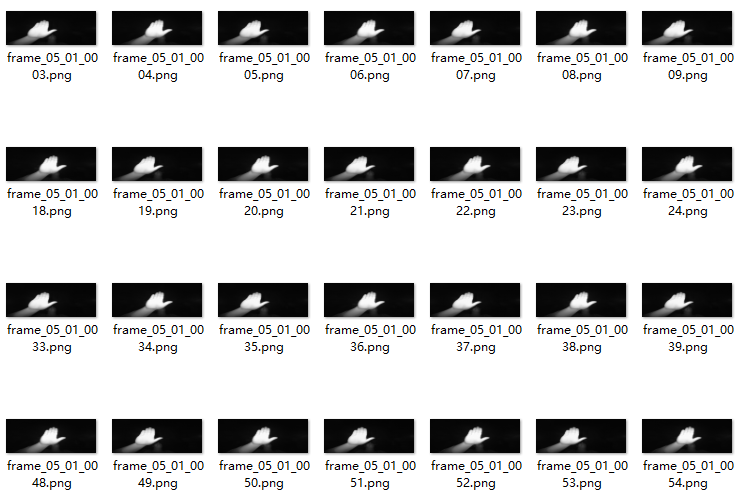 frame_05_01_00
03.png
frame_05_01_00
04.png
frame_05_01_00
05.png
frame_05_01_00
06.png
frame_05_01_00
07.png
frame_05_01_00
08.png
frame_05_01_00
09.png
frame_05_01_00
18.png
frame_05_01_00
19.png
frame_05_01_00
20.png
frame_05_01_00
21.png
frame_05_01_00
22.png
frame_05_01_00
23.png
frame_05_01_00
24.png
frame_05_01_00
33.png
frame_05_01_00
34.png
frame_05_01_00
35.png
frame_05_01_00
36.png
frame_05_01_00
37.png
frame_05_01_00
38.png
frame_05_01_00
39.png
frame_05_01_00
48.png
frame_05_01_00
49.png
frame_05_01_00
50.png
frame_05_01_00
51.png
frame_05_01_00
52.png
frame_05_01_00
53.png
frame_05_01_00
54.png